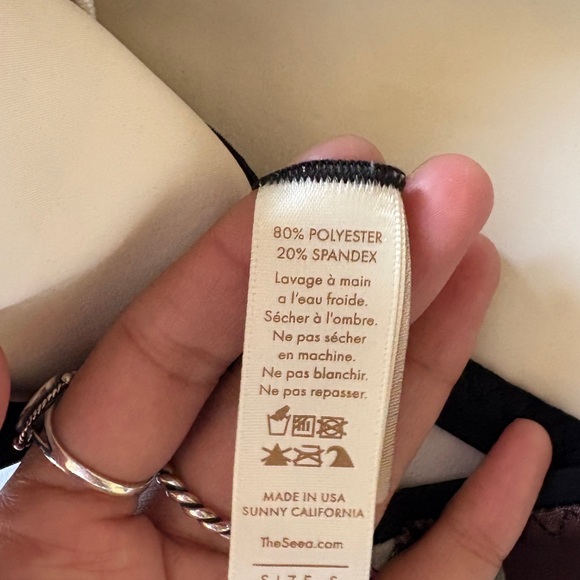 80% POLYESTER
20% SPANDEX
Lavage à main
a l'eau froide.
Sécher à l'ombre.
Ne pas sécher
en machine.
Ne pas blanchir.
Ne pas repasser.
MADE IN USA
SUNNY CALIFORNIA
TheSeea.com
SIZE S